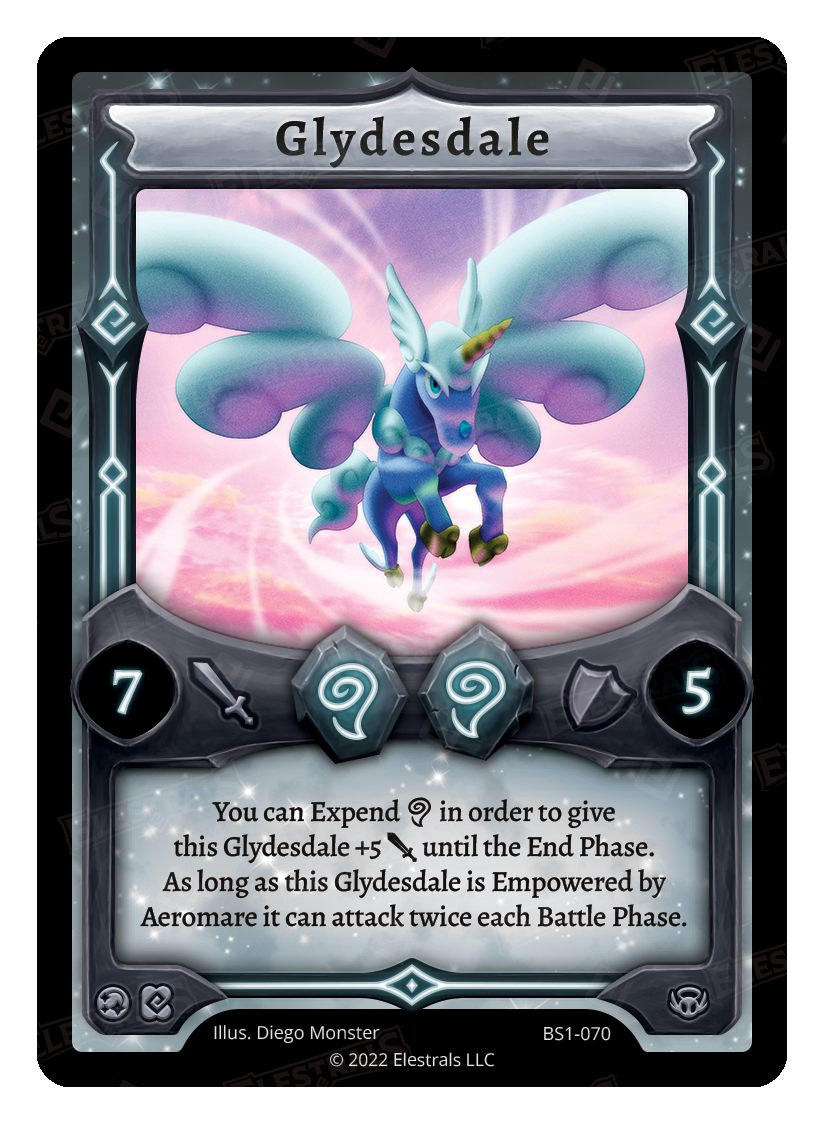 Glydesdale
7
5
You can Expend in order to give
this Glydesdale +5 until the End Phase.
As long as this Glydesdale is Empowered by
Aeromare it can attack twice each Battle Phase.
Illus. Diego Monster BS1-070
© 2022 Elestrals LLC